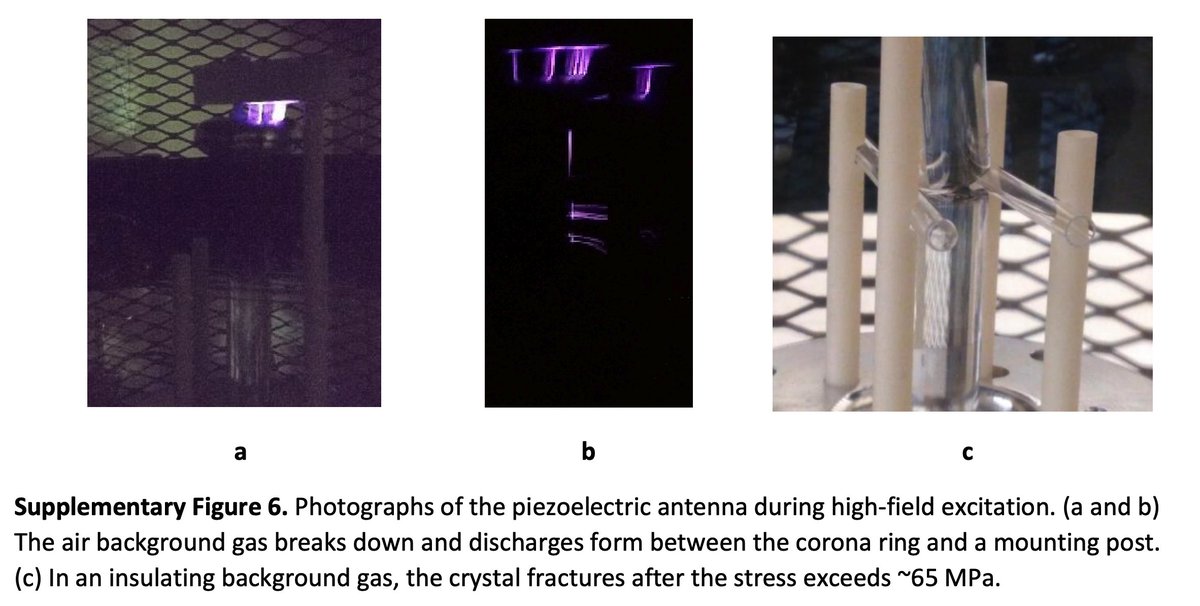 a
b
c
Supplementary Figure 6. Photographs of the piezoelectric antenna during high-field excitation. (a and b)
The air background gas breaks down and discharges form between the corona ring and a mounting post.
(c) In an insulating background gas, the crystal fractures after the stress exceeds ~65 MPa.